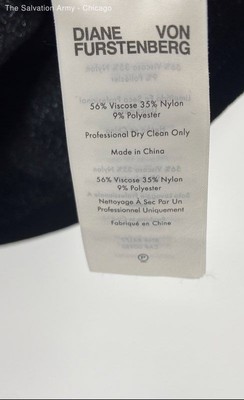 The Salvation Army - Chicago
DIANE VON
FURSTENBERG
56% Viscose 35% Nylon
9% Polyester
Professional Dry Clean Only
Made in China
56% Viscose 35% Nylon
9% Polyester
Nettoyage À Sec Par Un
Professionnel Uniquement
Fabriqué en Chine
P